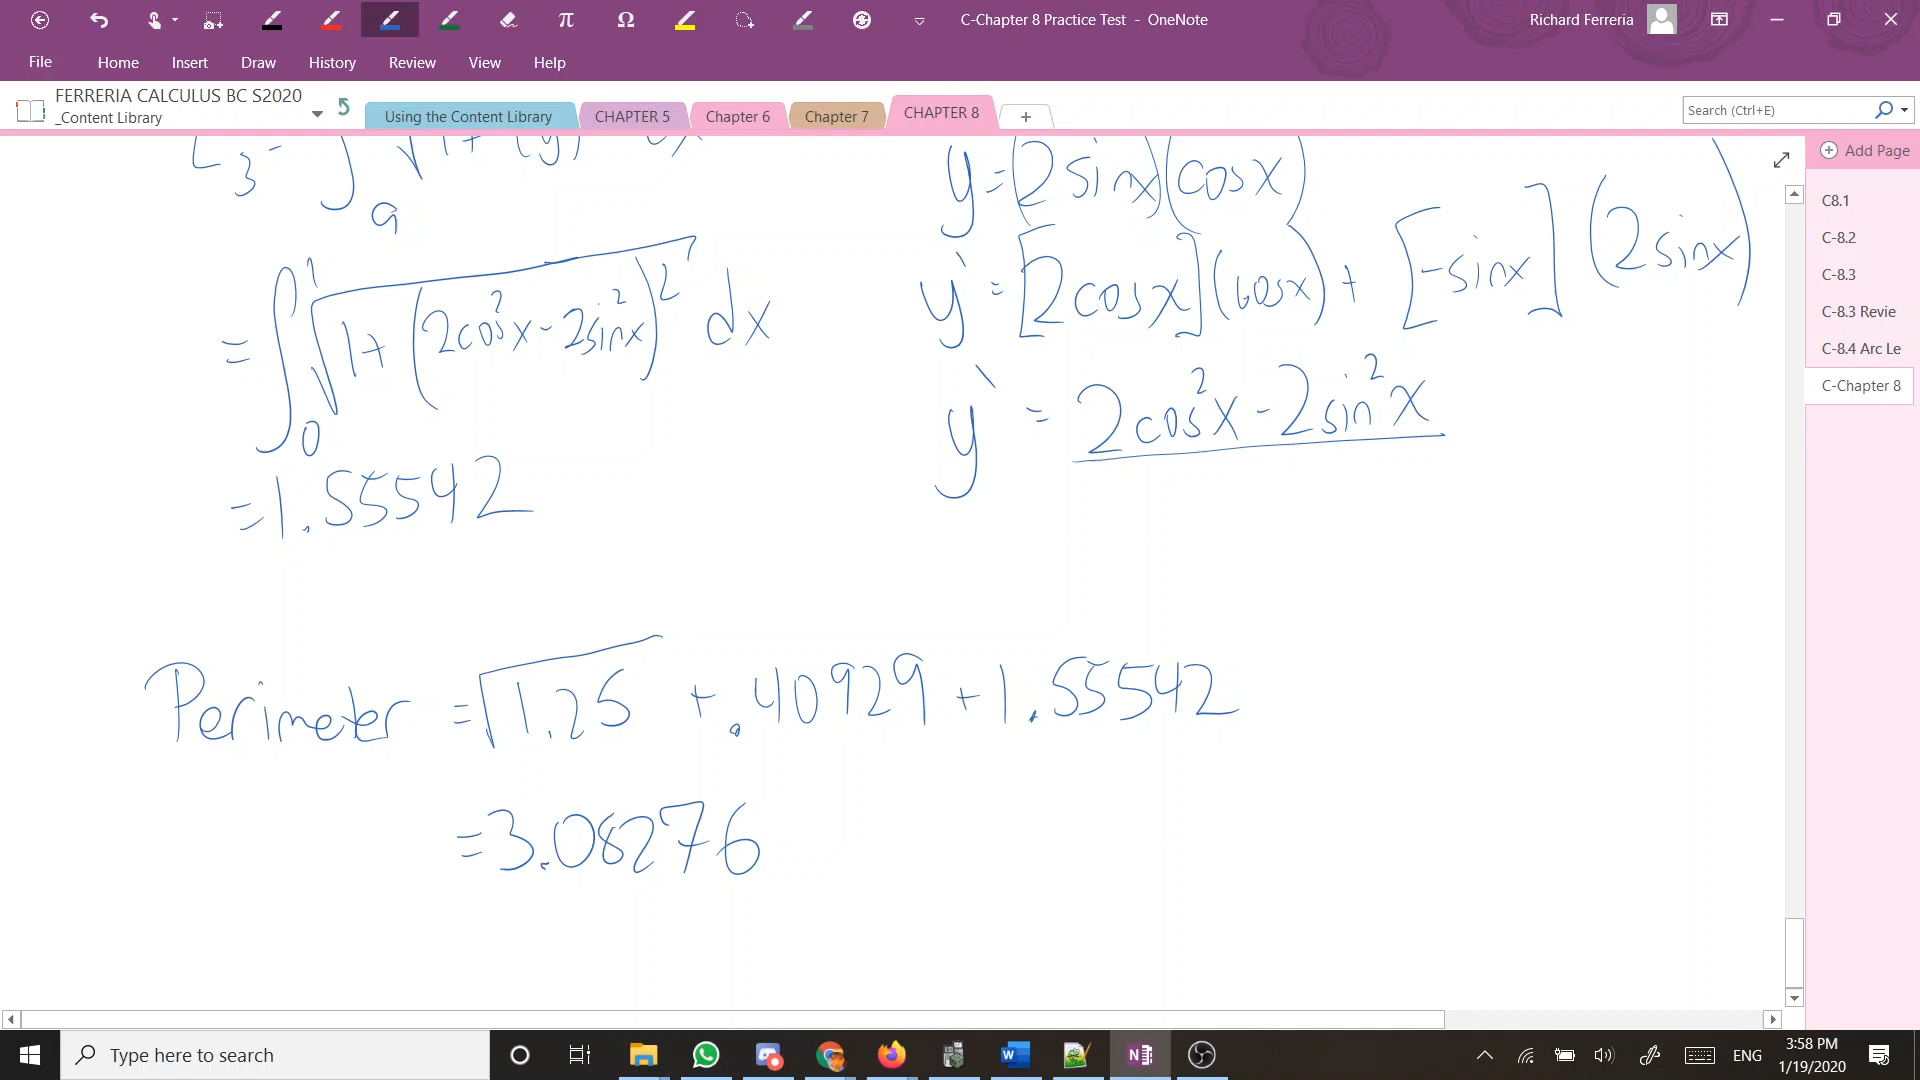 C-Chapter 8 Practice Test - OneNote
Richard Ferreria
File Home Insert Draw History Review View Help
FERRERIA CALCULUS BC S2020
_Content Library
Using the Content Library
CHAPTER 5
Chapter 6
Chapter 7
CHAPTER 8
+
Search (Ctrl+E)
Add Page
C8.1
C-8.2
C-8.3
C-8.3 Revie
C-8.4 Arc Le
C-Chapter 8
L₃ = ∫ₐ √1+(y')² dx
= ∫₀¹ √1+(2cos²x-2sin²x)² dx
=1.55542
y=(2sinx)(cosx)
y`=[2cosx](cosx)+[-sinx](2sinx)
y`=2cos²x-2sin²x
Perimeter =√1.25 +.40929+1.55542
=3.08276
Type here to search
ENG
3:58 PM
1/19/2020